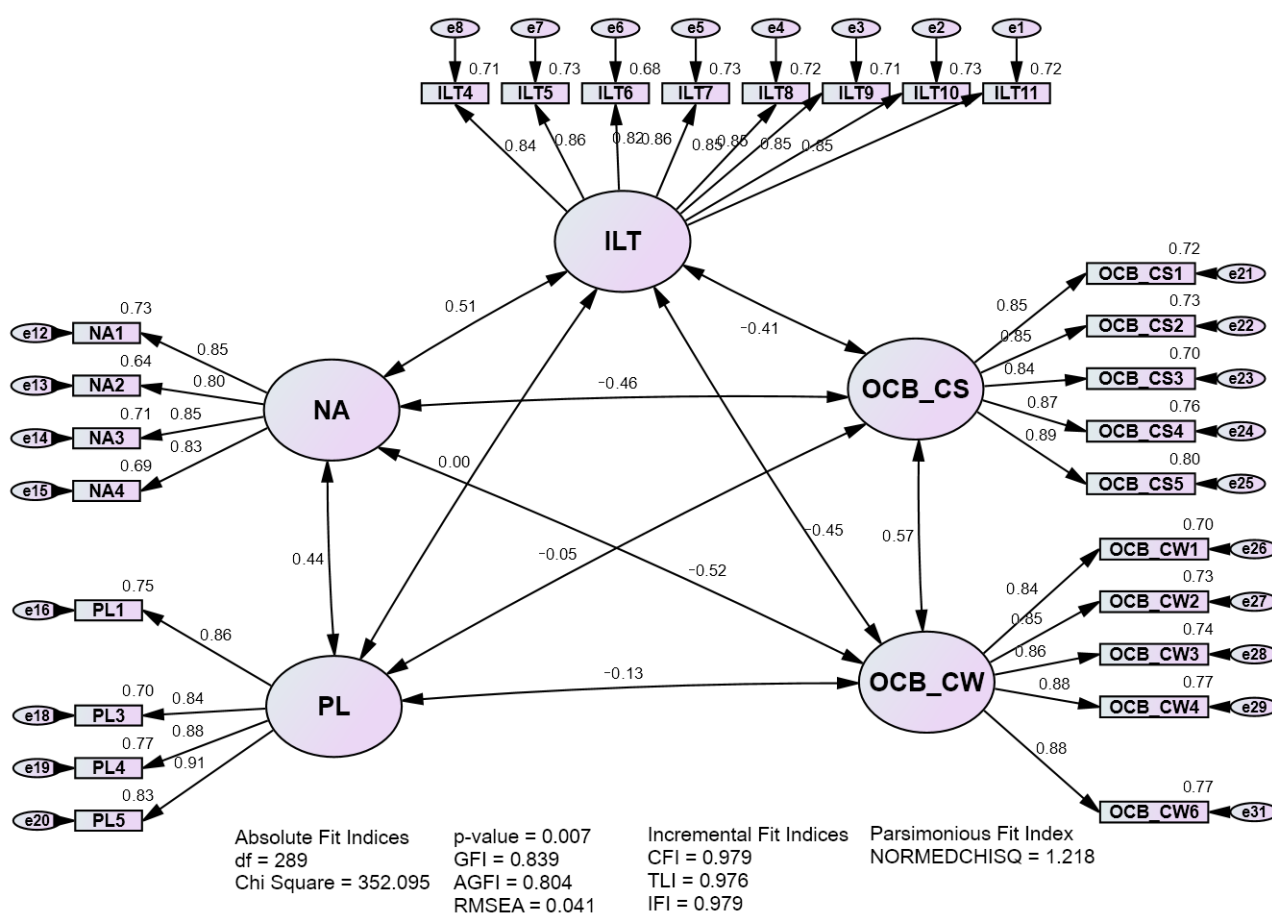 e8 e7 e6 e5 e4 e3 e2 e1
0.71 0.73 0.68 0.73 0.72 0.71 0.73 0.72
ILT4 ILT5 ILT6 ILT7 ILT8 ILT9 ILT10 ILT11
0.84 0.86 0.82 0.86 0.85 0.85 0.85 0.85
ILT
0.51
−0.41
0.73
e12 NA1
0.64
e13 NA2
0.71
e14 NA3
0.69
e15 NA4
0.85
0.80
0.85
0.83
NA
−0.46
OCB_CS
0.85
0.85
0.84
0.87
0.89
0.72
OCB_CS1 e21
0.73
OCB_CS2 e22
0.70
OCB_CS3 e23
0.76
OCB_CS4 e24
0.80
OCB_CS5 e25
0.00
0.44
−0.05
−0.52
−0.45
0.57
0.75
e16 PL1
0.70
e18 PL3
0.77
e19 PL4
0.83
e20 PL5
0.86
0.84
0.88
0.91
PL
−0.13
OCB_CW
0.84
0.85
0.86
0.88
0.88
0.70
OCB_CW1 e26
0.73
OCB_CW2 e27
0.74
OCB_CW3 e28
0.77
OCB_CW4 e29
0.77
OCB_CW6 e31
Absolute Fit Indices
df = 289
Chi Square = 352.095
p-value = 0.007
GFI = 0.839
AGFI = 0.804
RMSEA = 0.041
Incremental Fit Indices
CFI = 0.979
TLI = 0.976
IFI = 0.979
Parsimonious Fit Index
NORMEDCHISQ = 1.218